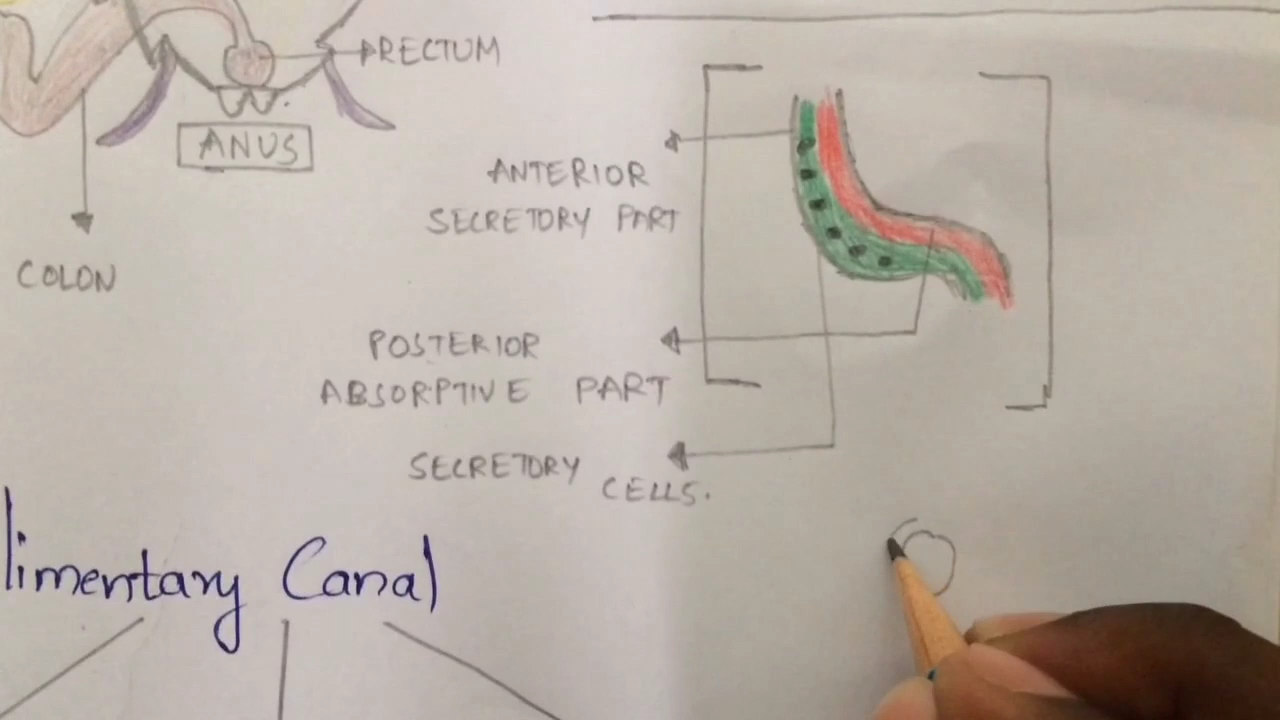 RECTUM
ANUS
COLON
ANTERIOR
SECRETORY PART
POSTERIOR
ABSORPTIVE PART
SECRETORY
CELLS.
limentary Canal